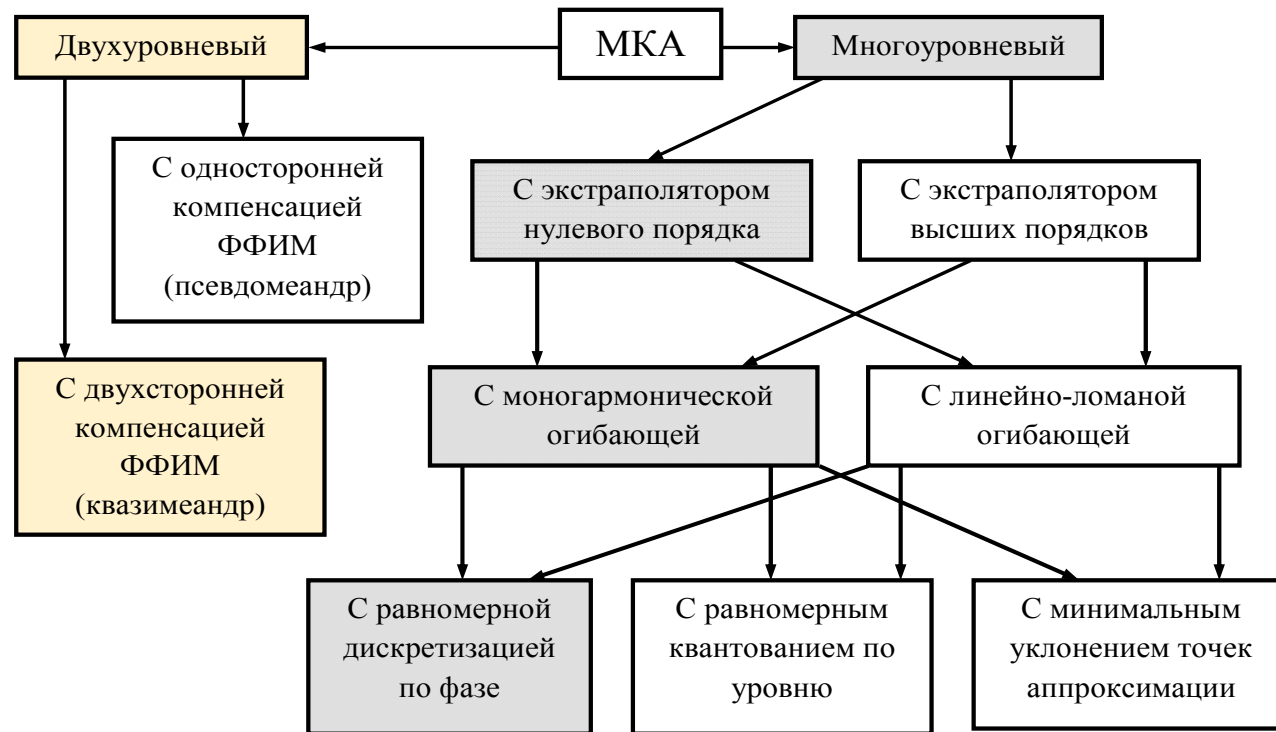 Двухуровневый
МКА
Многоуровневый
С односторонней
компенсацией
ФФИМ
(псевдомеандр)
С экстраполятором
нулевого порядка
С экстраполятором
высших порядков
С двухсторонней
компенсацией
ФФИМ
(квазимеандр)
С моногармонической
огибающей
С линейно-ломаной
огибающей
С равномерной
дискретизацией
по фазе
С равномерным
квантованием по
уровню
С минимальным
уклонением точек
аппроксимации